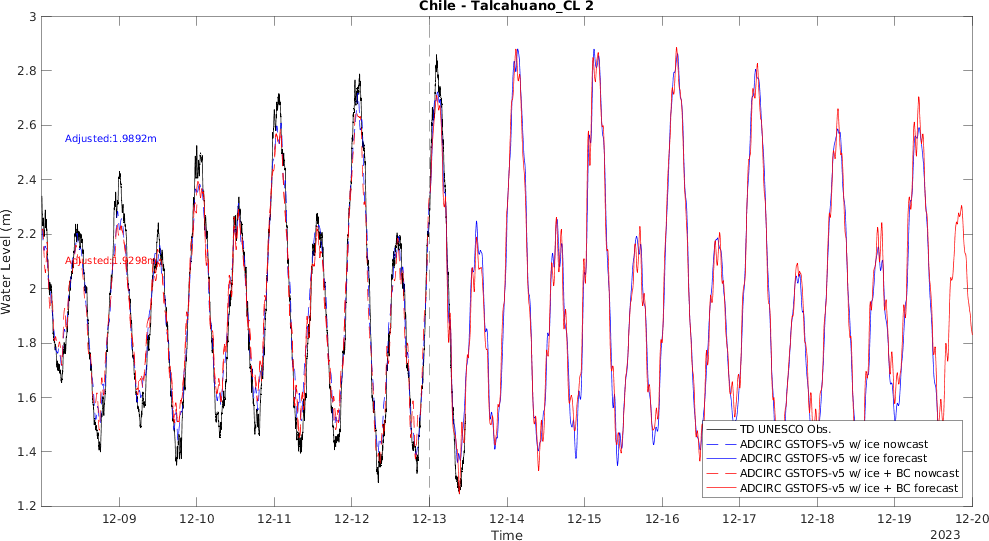 Chile - Talcahuano_CL 2
3
2.8
2.6
2.4
2.2
2
1.8
1.6
1.4
1.2
Water Level (m)
Adjusted:1.9892m
Adjusted:1.9298m
TD UNESCO Obs.
ADCIRC GSTOFS-v5 w/ ice nowcast
ADCIRC GSTOFS-v5 w/ ice forecast
ADCIRC GSTOFS-v5 w/ ice + BC nowcast
ADCIRC GSTOFS-v5 w/ ice + BC forecast
12-09 12-10 12-11 12-12 12-13 12-14 12-15 12-16 12-17 12-18 12-19 12-20
Time
2023